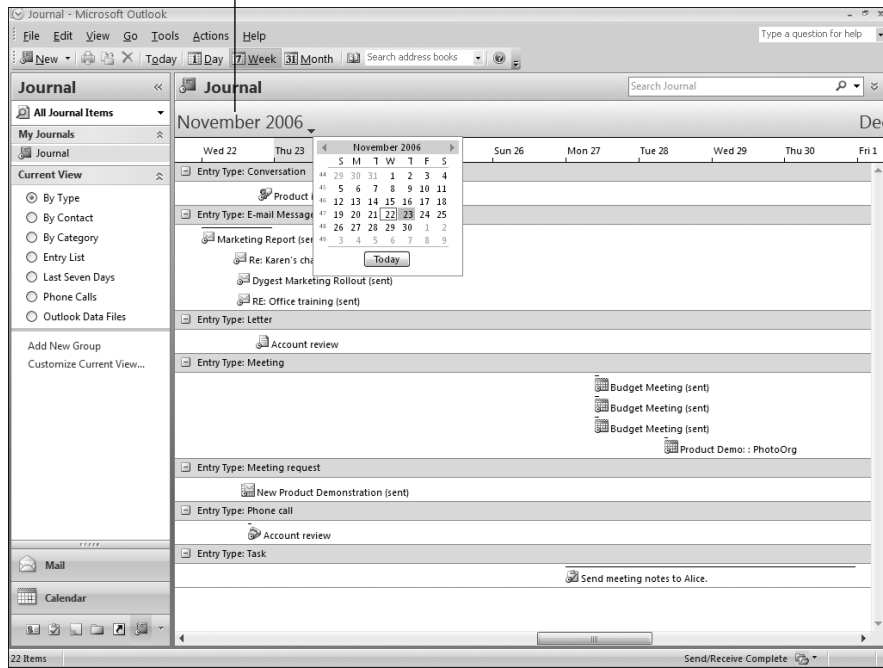 Journal - Microsoft Outlook
File Edit View Go Tools Actions Help
Type a question for help
New Today 1 Day 7 Week 31 Month Search address books
Journal «
Journal
Search Journal
All Journal Items
My Journals
Journal
Current View
By Type
By Contact
By Category
Entry List
Last Seven Days
Phone Calls
Outlook Data Files
Add New Group
Customize Current View...
Mail
Calendar
November 2006
De
Wed 22 Thu 23 Sun 26 Mon 27 Tue 28 Wed 29 Thu 30 Fri 1
November 2006
S M T W T F S
44 29 30 31 1 2 3 4
45 5 6 7 8 9 10 11
46 12 13 14 15 16 17 18
47 19 20 21 22 23 24 25
48 26 27 28 29 30 1 2
49 3 4 5 6 7 8 9
Today
Entry Type: Conversation
Product i
Entry Type: E-mail Message
Marketing Report (se
Re: Karen's cha
Dygest Marketing Rollout (sent)
RE: Office training (sent)
Entry Type: Letter
Account review
Entry Type: Meeting
Budget Meeting (sent)
Budget Meeting (sent)
Budget Meeting (sent)
Product Demo: : PhotoOrg
Entry Type: Meeting request
New Product Demonstration (sent)
Entry Type: Phone call
Account review
Entry Type: Task
Send meeting notes to Alice.
22 Items
Send/Receive Complete